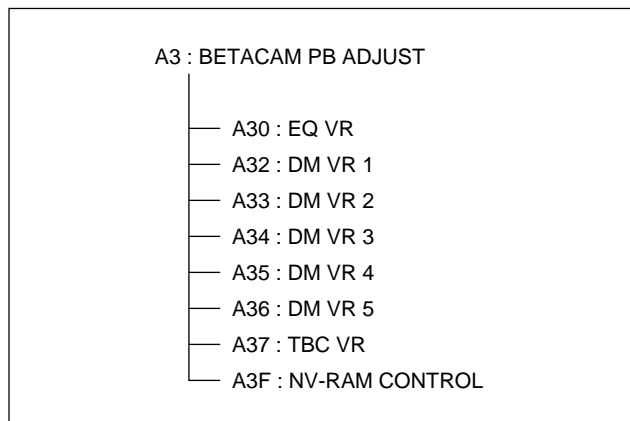 A3 : BETACAM PB ADJUST
A30 : EQ VR
A32 : DM VR 1
A33 : DM VR 2
A34 : DM VR 3
A35 : DM VR 4
A36 : DM VR 5
A37 : TBC VR
A3F : NV-RAM CONTROL